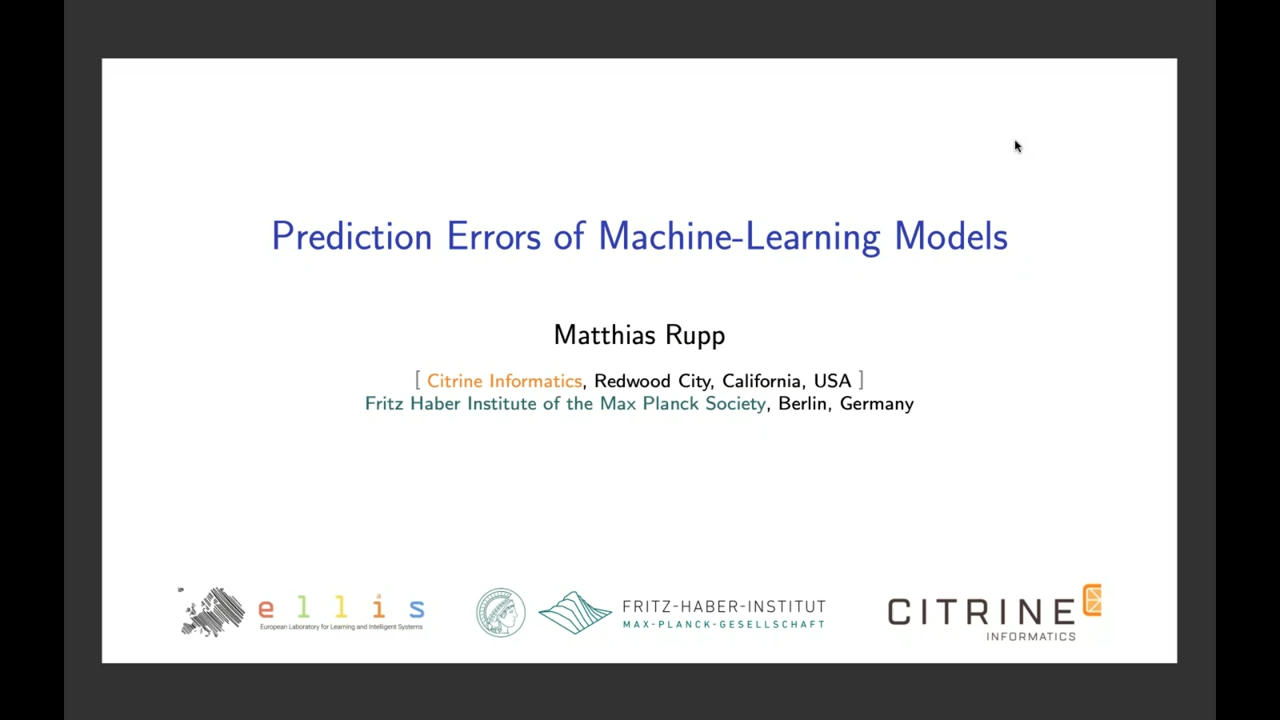 Prediction Errors of Machine-Learning Models
Matthias Rupp
[ Citrine Informatics, Redwood City, California, USA ]
Fritz Haber Institute of the Max Planck Society, Berlin, Germany
ellis
European Laboratory for Learning and Intelligent Systems
FRITZ-HABER-INSTITUT
MAX-PLANCK-GESELLSCHAFT
CITRINE
INFORMATICS